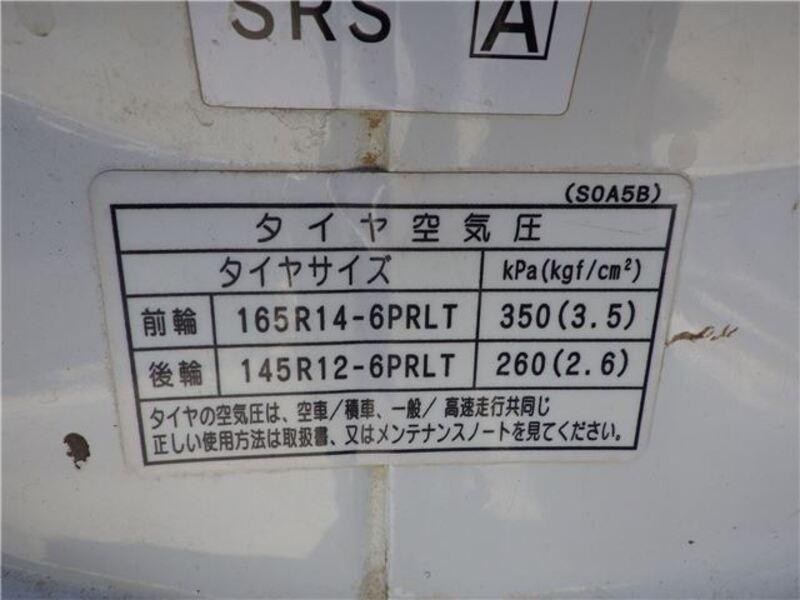 SRS A
(S0A5B)
タイヤ空気圧
タイヤサイズ kPa(kgf/cm²)
前輪 165R14-6PRLT 350(3.5)
後輪 145R12-6PRLT 260(2.6)
タイヤの空気圧は、空車/積車、一般/高速走行共同じ
正しい使用方法は取扱書、又はメンテナンスノートを見てください。